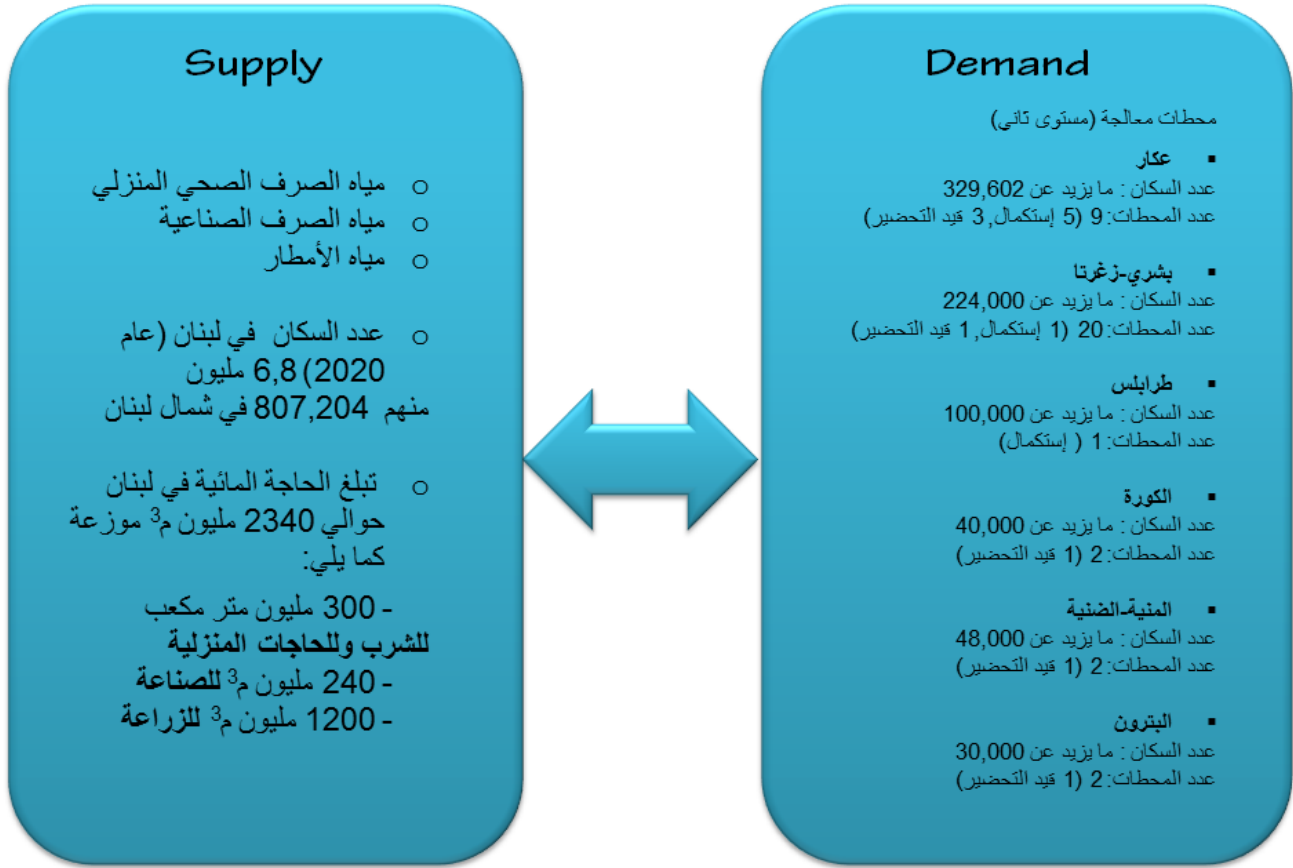 Supply
o مياه الصرف الصحي المنزلي
o مياه الصرف الصناعية
o مياه الأمطار
o عدد السكان في لبنان (عام
2020) 6,8 مليون
منهم 807,204 في شمال لبنان
o تبلغ الحاجة المائية في لبنان
حوالي 2340 مليون م³ موزعة
كما يلي:
- 300 مليون متر مكعب
للشرب وللحاجات المنزلية
- 240 مليون م³ للصناعة
- 1200 مليون م³ للزراعة
Demand
محطات معالجة (مستوى ثاني)
▪ عكار
عدد السكان : ما يزيد عن 329,602
عدد المحطات: 9 (5 إستكمال, 3 قيد التحضير)
▪ بشري-زغرتا
عدد السكان : ما يزيد عن 224,000
عدد المحطات: 20 (1 إستكمال, 1 قيد التحضير)
▪ طرابلس
عدد السكان : ما يزيد عن 100,000
عدد المحطات: 1 ( إستكمال)
▪ الكورة
عدد السكان : ما يزيد عن 40,000
عدد المحطات: 2 (1 قيد التحضير)
▪ المنية-الضنية
عدد السكان : ما يزيد عن 48,000
عدد المحطات: 2 (1 قيد التحضير)
▪ البترون
عدد السكان : ما يزيد عن 30,000
عدد المحطات: 2 (1 قيد التحضير)